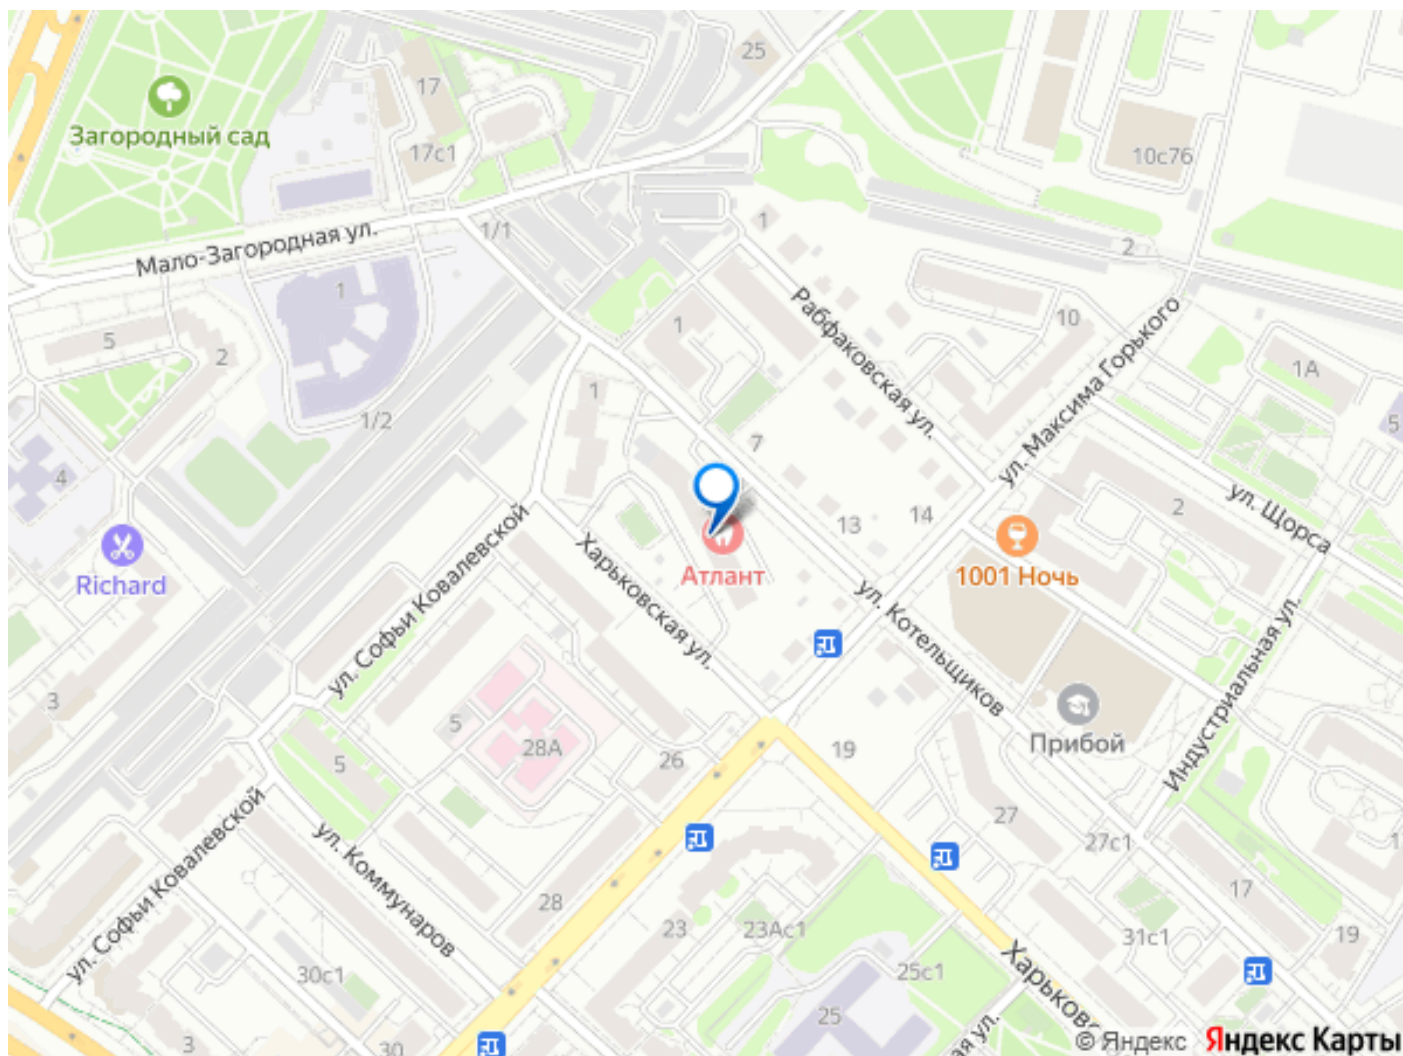 25
17
Загородный сад
17с1
10с76
1
1/1
Мало-Загородная ул.
2
1
Рабфаковская ул.
10
ул. Максима Горького
1
5
2
1А
1
1/2
5
7
4
2
ул. Щорса
13
14
Richard
Атлант
1001 Ночь
ул. Софьи Ковалевской
Харьковская ул.
ул. Котельщиков
Индустриальная ул.
3
5
28А
26
19
Прибой
5
27
27с1
1
ул. Софьи Ковалевской
ул. Коммунаров
17
28
23
23Ас1
31с1
19
30с1
25с1
Харьковс
25
ая ул.
3
30
© Яндекс Яндекс Карты